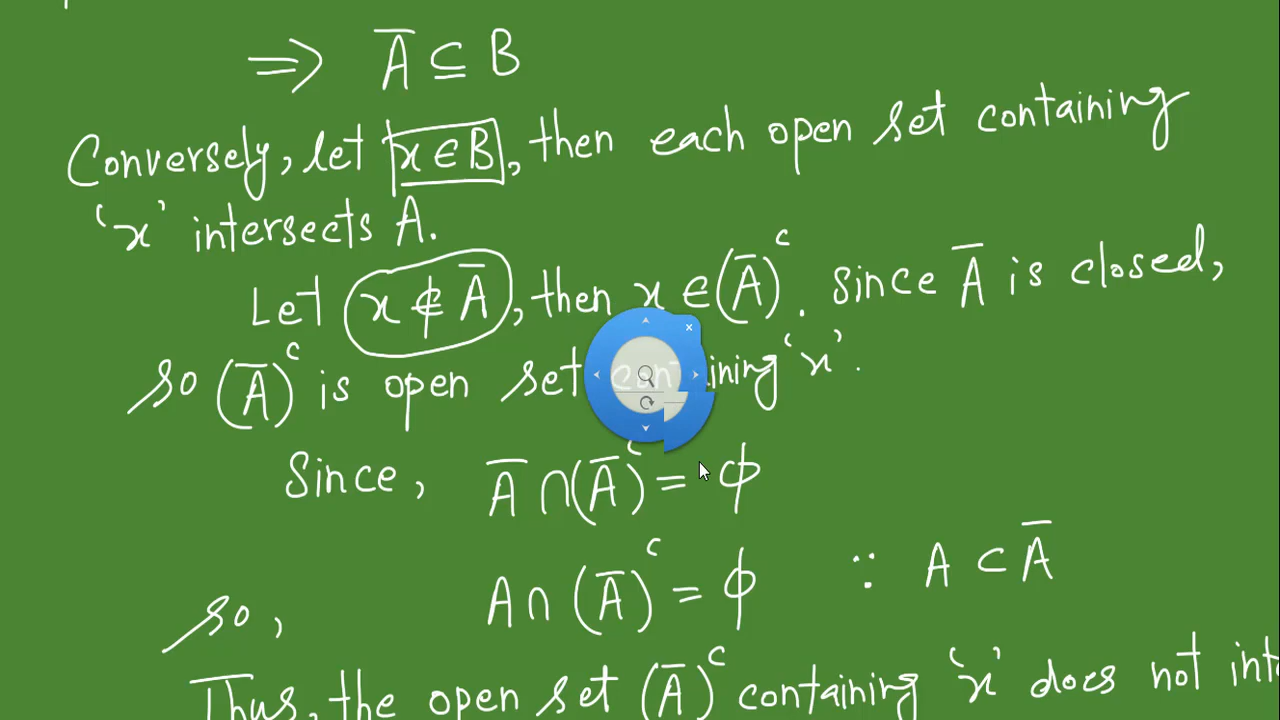 ⇒ A̅ ⊆ B
Conversely, let x ∈ B, then each open set containing
'x' intersects A.
Let x ∉ A̅, then x ∈ (A̅)ᶜ. Since A̅ is closed,
so (A̅)ᶜ is open set containing 'x'.
Since, A̅ ∩ (A̅)ᶜ = ϕ
so, A ∩ (A̅)ᶜ = ϕ ∵ A ⊂ A̅
Thus, the open set (A̅)ᶜ containing 'x' does not